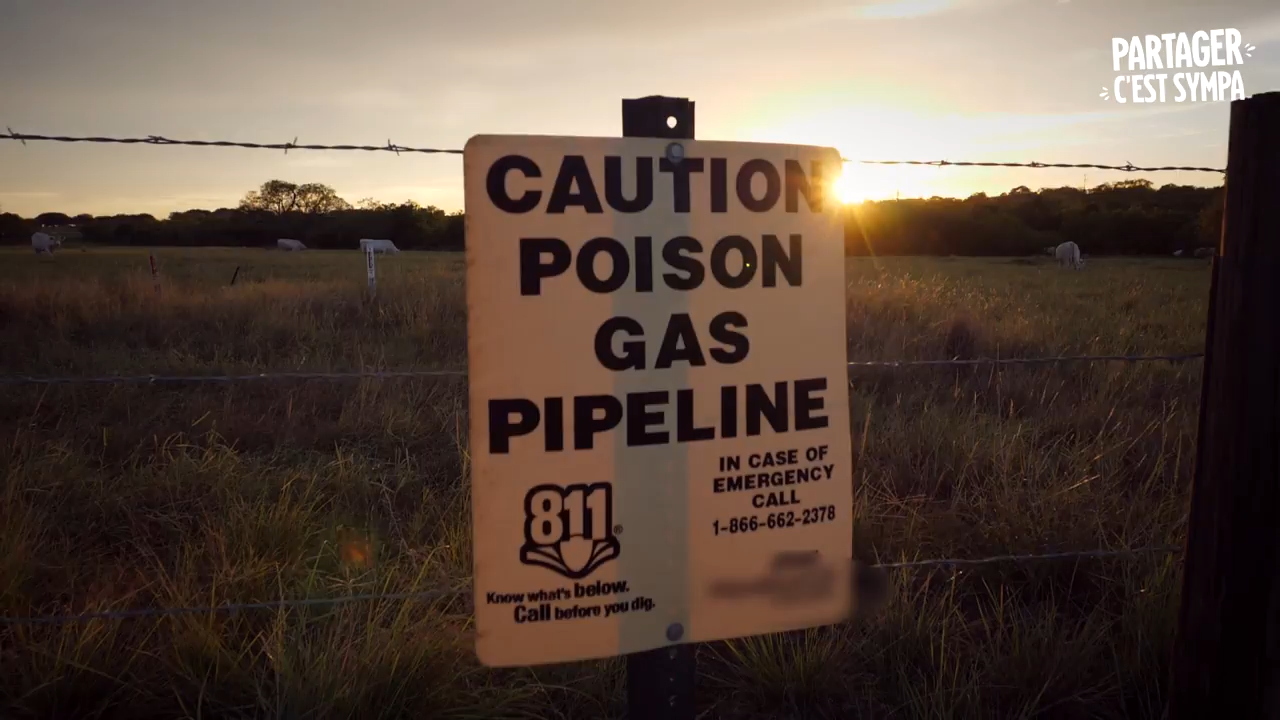 PARTAGER
C'EST SYMPA
CAUTION
POISON
GAS
PIPELINE
IN CASE OF
EMERGENCY
CALL
1-866-662-2378
811®
Know what's below.
Call before you dig.